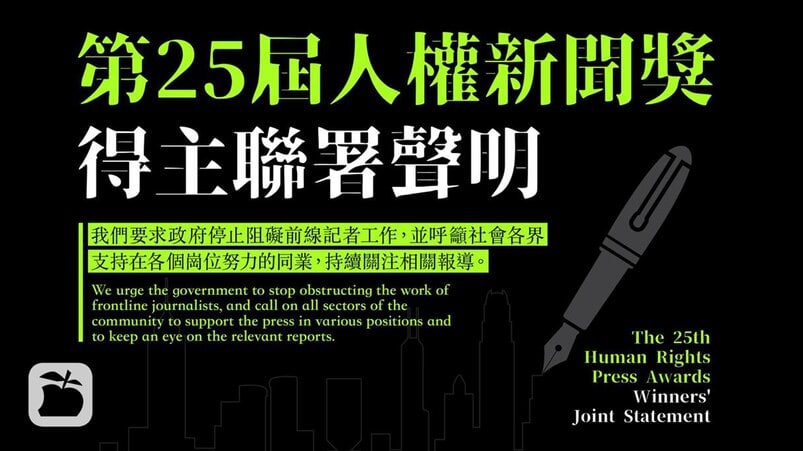 第25屆人權新聞獎
得主聯署聲明
我們要求政府停止阻礙前線記者工作，並呼籲社會各界
支持在各個崗位努力的同業，持續關注相關報導。
We urge the government to stop obstructing the work of
frontline journalists, and call on all sectors of the
community to support the press in various positions and
to keep an eye on the relevant reports.
The 25th
Human Rights
Press Awards
Winners'
Joint Statement